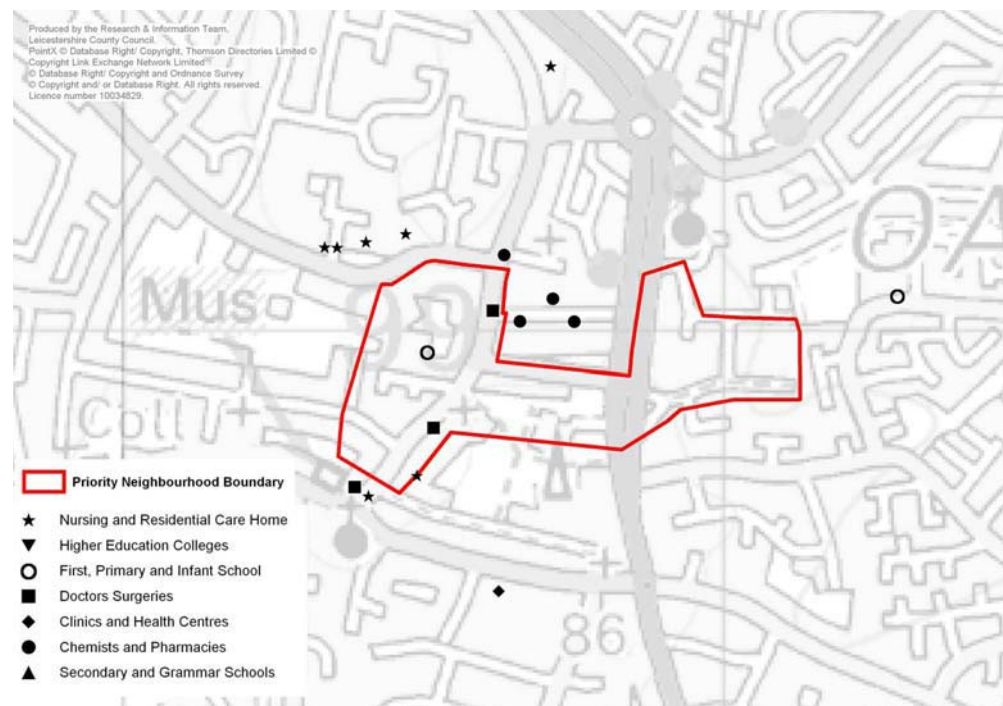 Produced by the Research & Information Team,
Leicestershire County Council.
PointX © Database Right/ Copyright, Thomson Directories Limited ©
Copyright Link Exchange Network Limited
© Database Right/ Copyright and Ordnance Survey
© Copyright and/ or Database Right. All rights reserved.
Licence number 10034829.
OA
Mus
99
Coll
86
Priority Neighbourhood Boundary
Nursing and Residential Care Home
Higher Education Colleges
First, Primary and Infant School
Doctors Surgeries
Clinics and Health Centres
Chemists and Pharmacies
Secondary and Grammar Schools